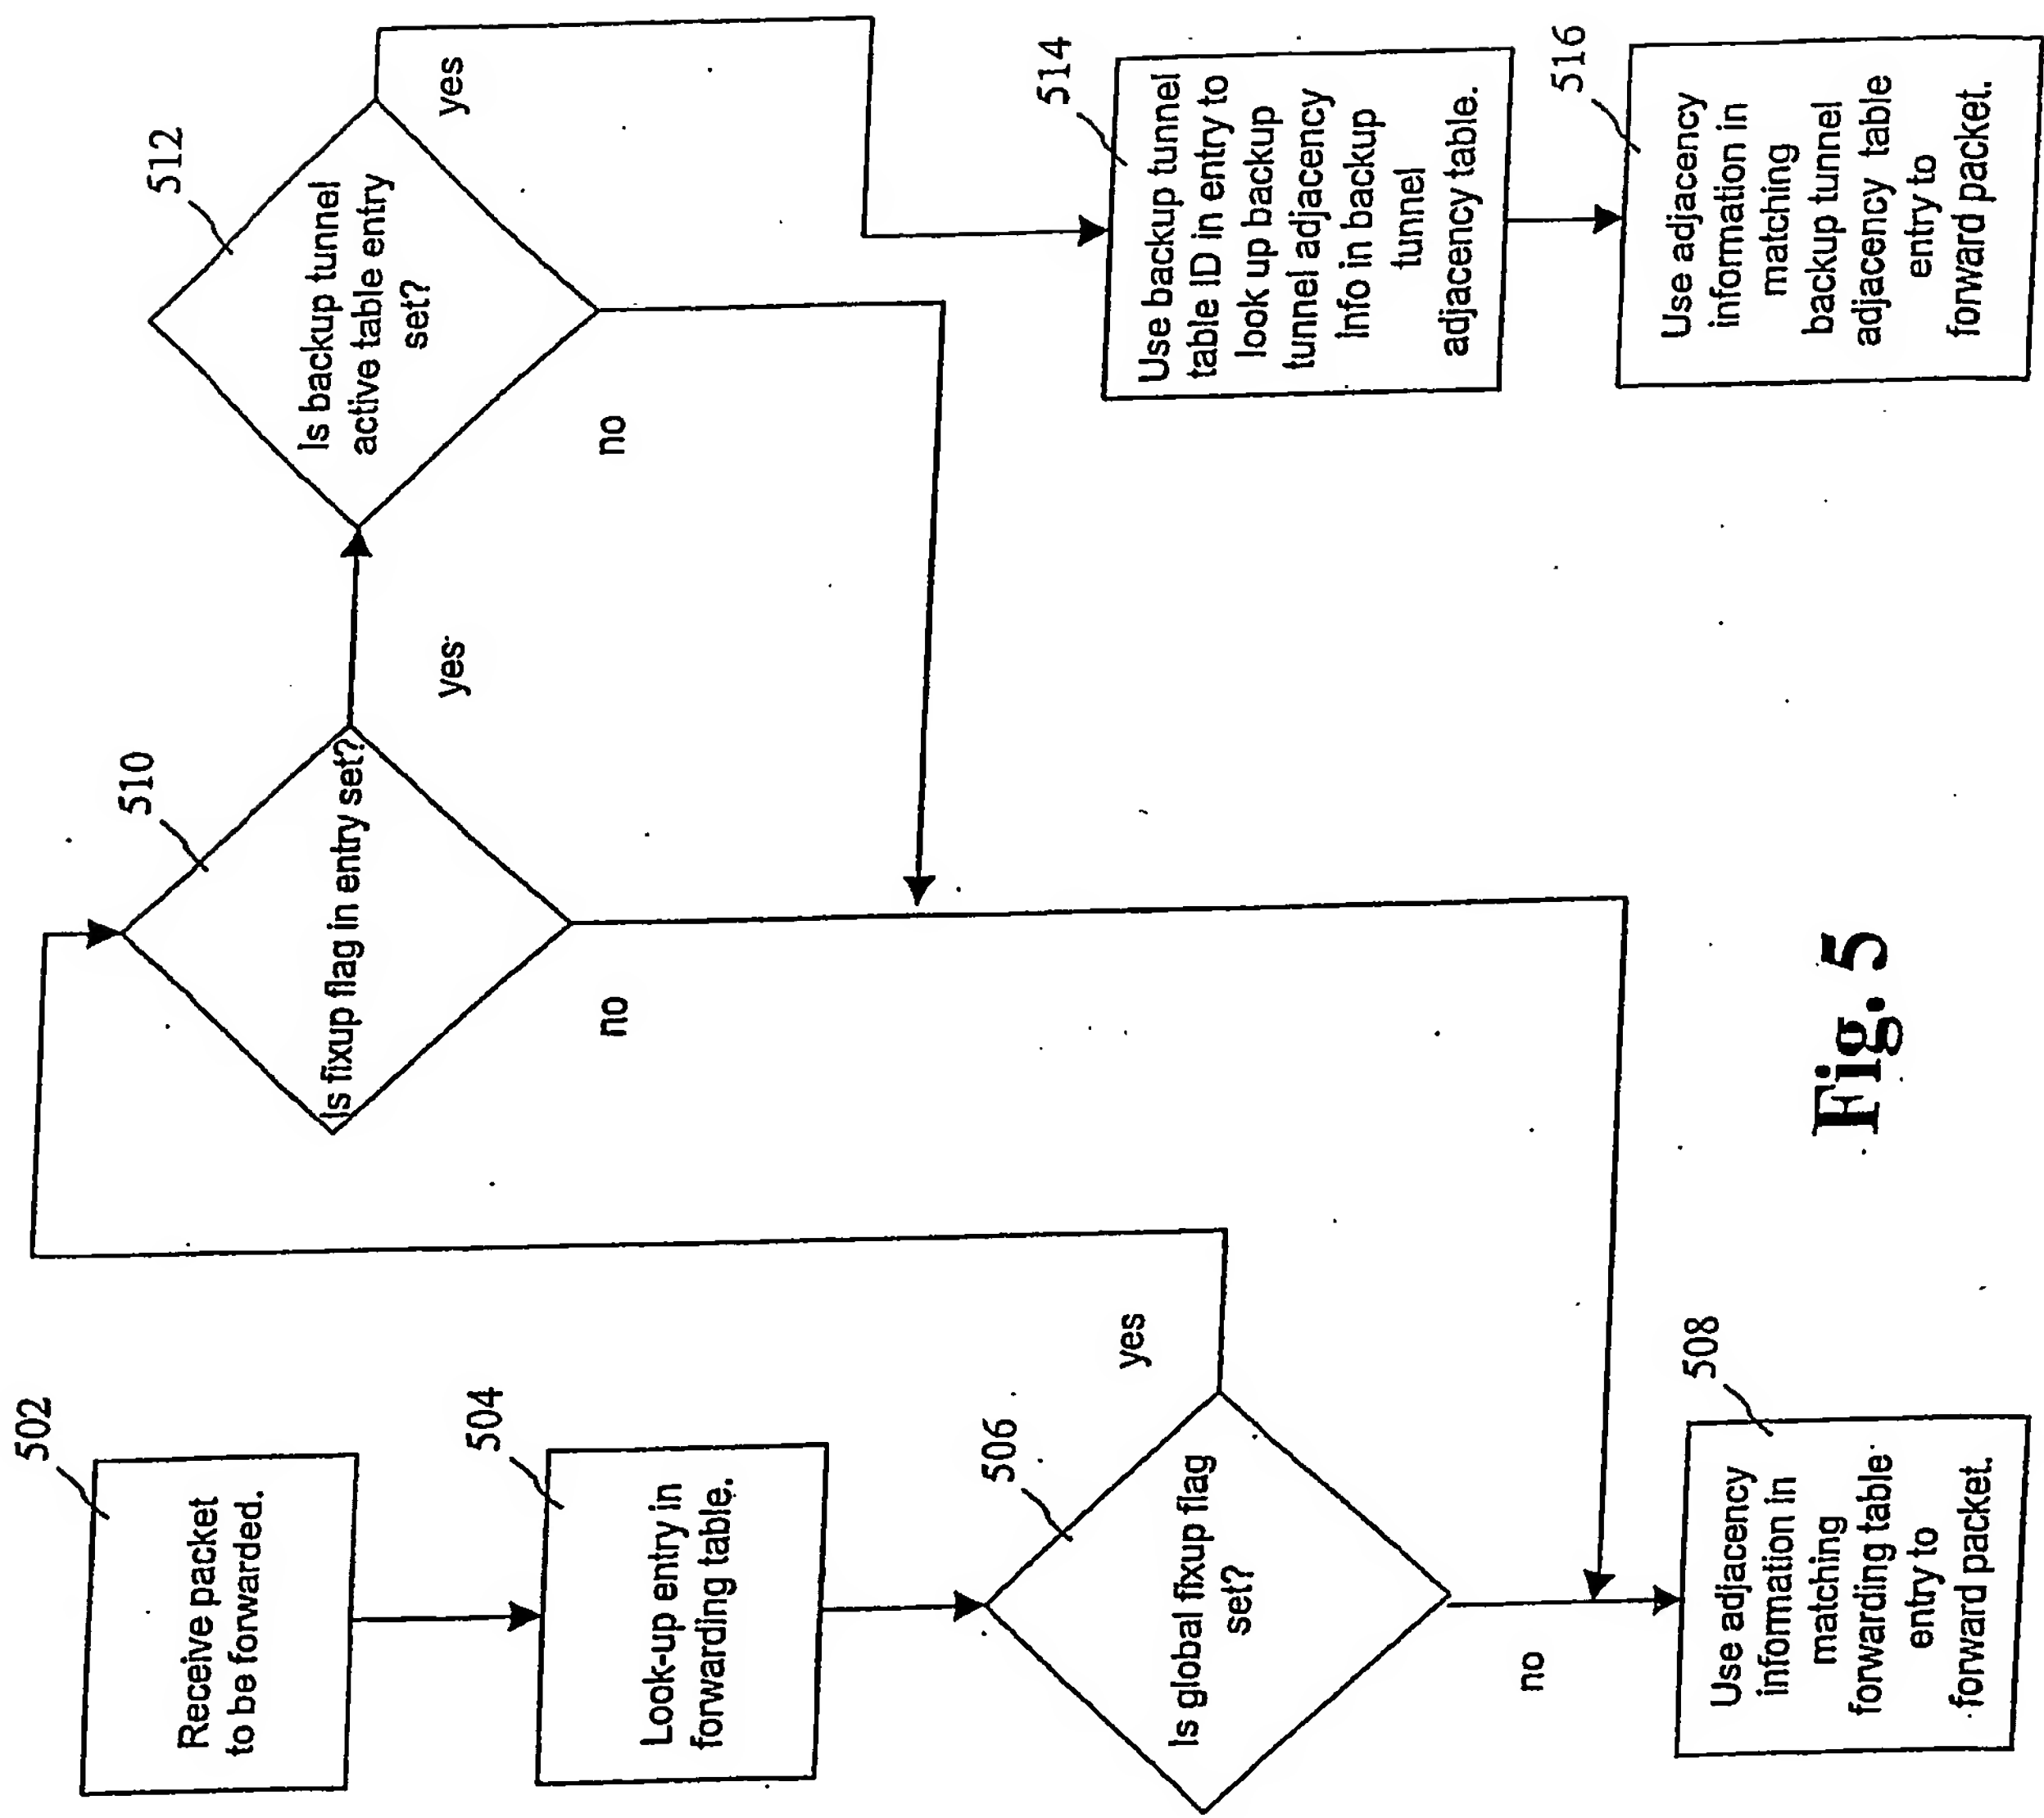 502
Receive packet
to be forwarded.
504
Look-up entry in
forwarding table.
506
Is global fixup flag
set?
yes
no
508
Use adjacency
information in
matching
forwarding table
entry to
forward packet.
510
Is fixup flag in entry set?
yes
no
512
Is backup tunnel
active table entry
set?
yes
no
514
Use backup tunnel
table ID in entry to
look up backup
tunnel adjacency
info in backup
tunnel
adjacency table.
516
Use adjacency
information in
matching
backup tunnel
adjacency table
entry to
forward packet.
Fig. 5